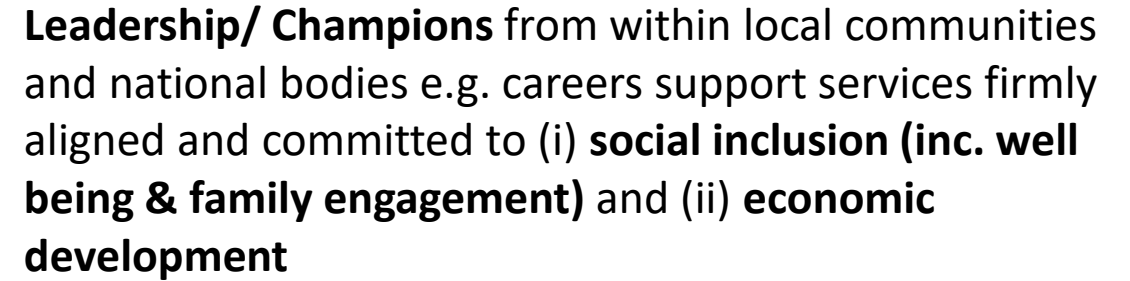 Leadership/ Champions from within local communities
and national bodies e.g. careers support services firmly
aligned and committed to (i) social inclusion (inc. well
being & family engagement) and (ii) economic
development